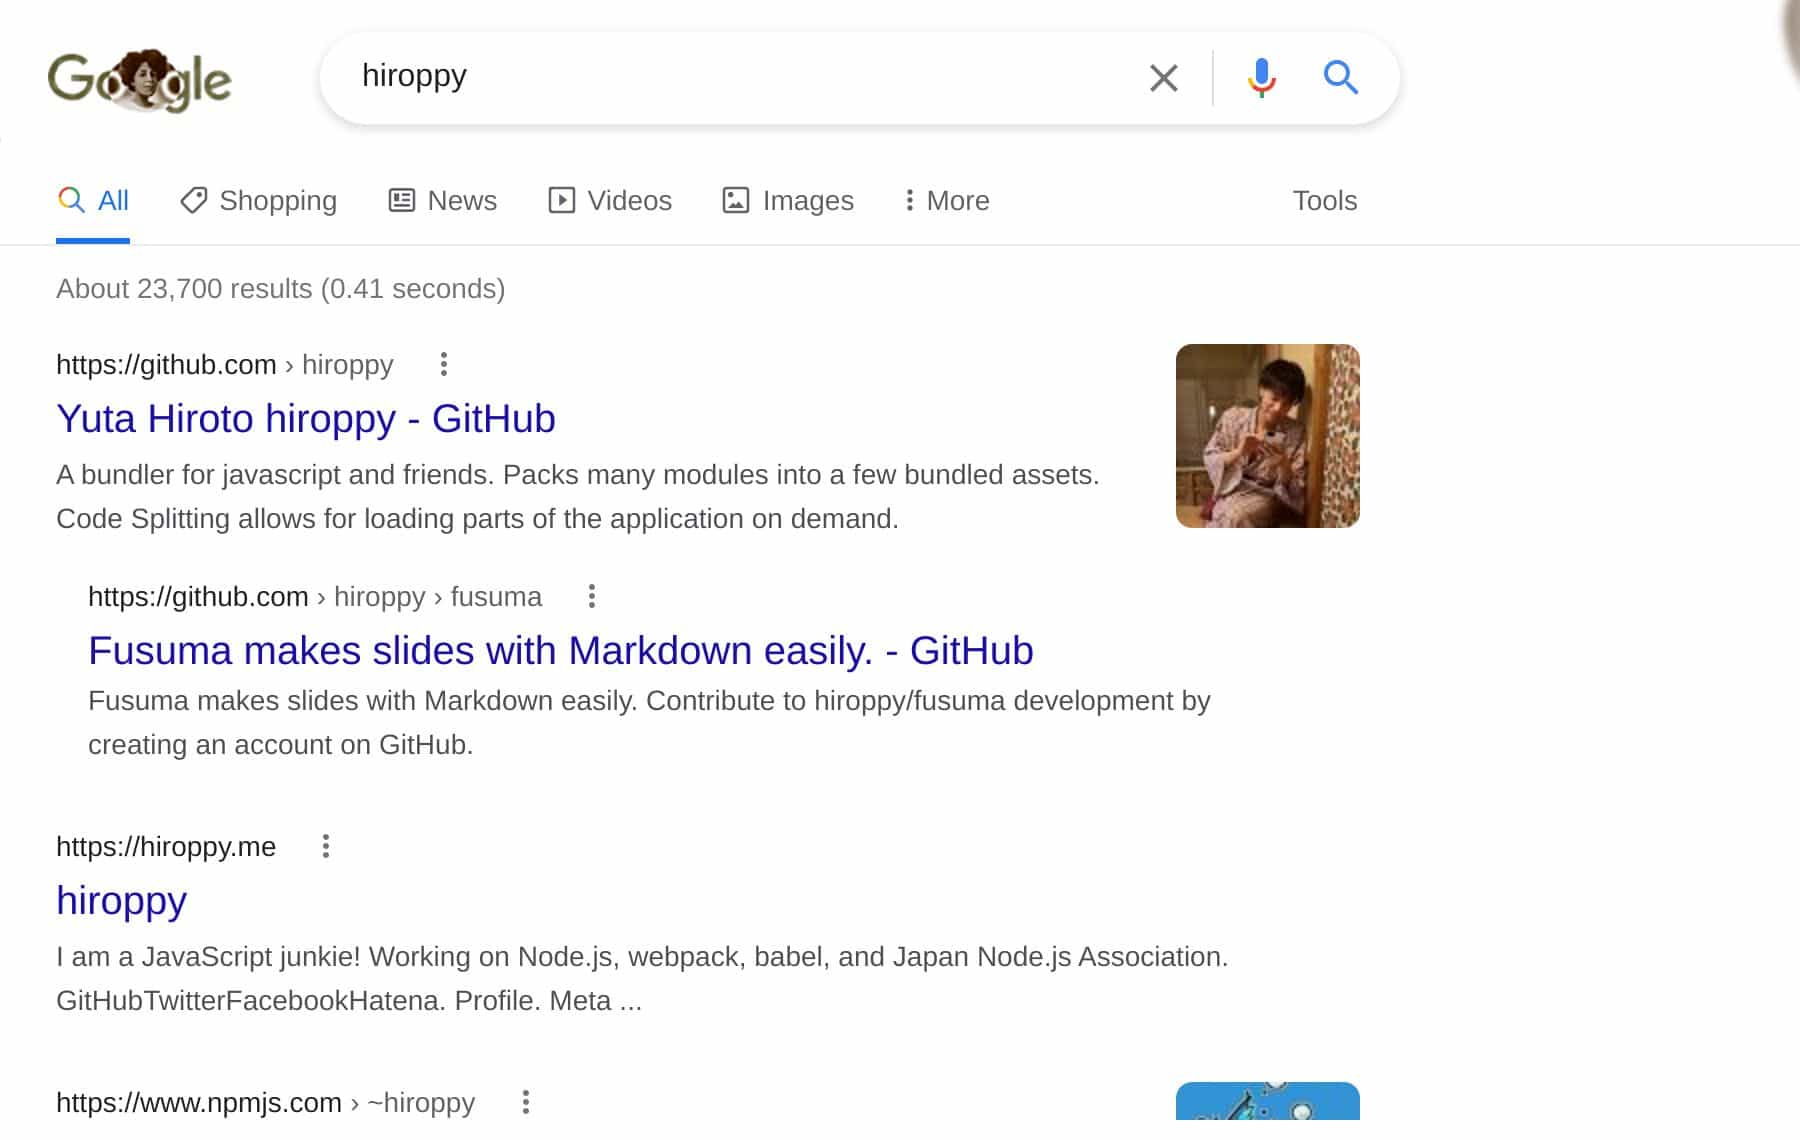 Google
hiroppy
All Shopping News Videos Images More Tools
About 23,700 results (0.41 seconds)
https://github.com › hiroppy
Yuta Hiroto hiroppy - GitHub
A bundler for javascript and friends. Packs many modules into a few bundled assets.
Code Splitting allows for loading parts of the application on demand.
https://github.com › hiroppy › fusuma
Fusuma makes slides with Markdown easily. - GitHub
Fusuma makes slides with Markdown easily. Contribute to hiroppy/fusuma development by
creating an account on GitHub.
https://hiroppy.me
hiroppy
I am a JavaScript junkie! Working on Node.js, webpack, babel, and Japan Node.js Association.
GitHubTwitterFacebookHatena. Profile. Meta ...
https://www.npmjs.com › ~hiroppy